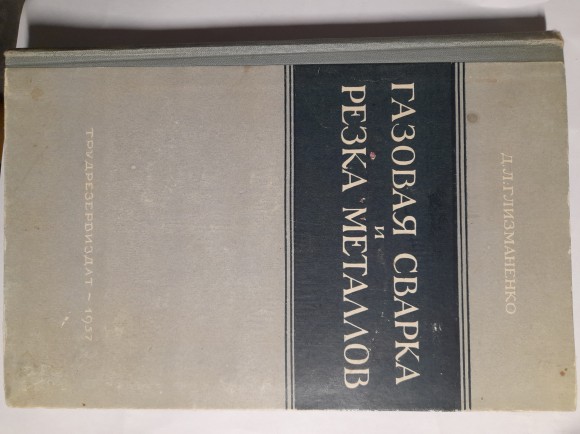 Д.Л.ГЛИЗМАНЕНКО
ГАЗОВАЯ СВАРКА
И
РЕЗКА МЕТАЛЛОВ
ТРУДРЕЗЕРВИЗДАТ ~ 1957